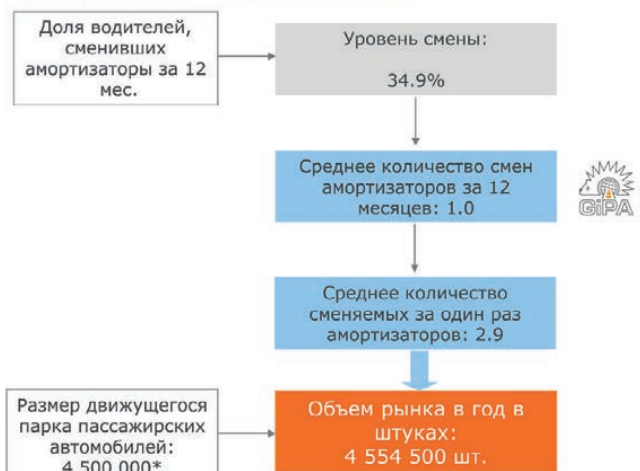 Доля водителей,
сменивших
амортизаторы за 12
мес.
Уровень смены:
34.9%
Среднее количество смен
амортизаторов за 12
месяцев: 1.0
GiPA
Среднее количество
сменяемых за один раз
амортизаторов: 2.9
Размер движущегося
парка пассажирских
автомобилей:
4 500 000*
Объем рынка в год в
штуках:
4 554 500 шт.